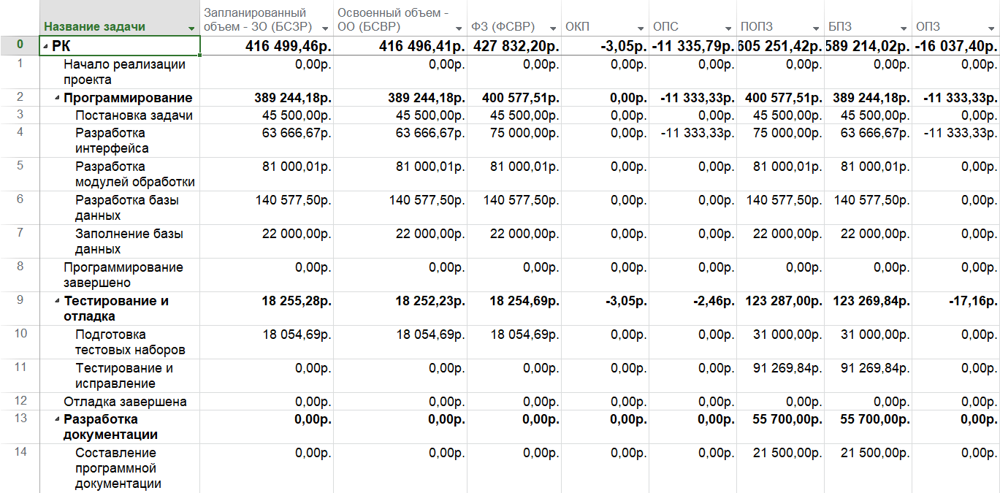 Название задачи Запланированный объем - ЗО (БСЗР) Освоенный объем - ОО (БСВР) ФЗ (ФСВР) ОКП ОПС ПОПЗ БПЗ ОПЗ
0 РК 416 499,46р. 416 496,41р. 427 832,20р. -3,05р. -11 335,79р. 605 251,42р. 589 214,02р. -16 037,40р.
1 Начало реализации проекта 0,00р. 0,00р. 0,00р. 0,00р. 0,00р. 0,00р. 0,00р. 0,00р.
2 Программирование 389 244,18р. 389 244,18р. 400 577,51р. 0,00р. -11 333,33р. 400 577,51р. 389 244,18р. -11 333,33р.
3 Постановка задачи 45 500,00р. 45 500,00р. 45 500,00р. 0,00р. 0,00р. 45 500,00р. 45 500,00р. 0,00р.
4 Разработка интерфейса 63 666,67р. 63 666,67р. 75 000,00р. 0,00р. -11 333,33р. 75 000,00р. 63 666,67р. -11 333,33р.
5 Разработка модулей обработки 81 000,01р. 81 000,01р. 81 000,01р. 0,00р. 0,00р. 81 000,01р. 81 000,01р. 0,00р.
6 Разработка базы данных 140 577,50р. 140 577,50р. 140 577,50р. 0,00р. 0,00р. 140 577,50р. 140 577,50р. 0,00р.
7 Заполнение базы данных 22 000,00р. 22 000,00р. 22 000,00р. 0,00р. 0,00р. 22 000,00р. 22 000,00р. 0,00р.
8 Программирование завершено 0,00р. 0,00р. 0,00р. 0,00р. 0,00р. 0,00р. 0,00р. 0,00р.
9 Тестирование и отладка 18 255,28р. 18 252,23р. 18 254,69р. -3,05р. -2,46р. 123 287,00р. 123 269,84р. -17,16р.
10 Подготовка тестовых наборов 18 054,69р. 18 054,69р. 18 054,69р. 0,00р. 0,00р. 31 000,00р. 31 000,00р. 0,00р.
11 Тестирование и исправление 0,00р. 0,00р. 0,00р. 0,00р. 0,00р. 91 269,84р. 91 269,84р. 0,00р.
12 Отладка завершена 0,00р. 0,00р. 0,00р. 0,00р. 0,00р. 0,00р. 0,00р. 0,00р.
13 Разработка документации 0,00р. 0,00р. 0,00р. 0,00р. 0,00р. 55 700,00р. 55 700,00р. 0,00р.
14 Составление программной документации 0,00р. 0,00р. 0,00р. 0,00р. 0,00р. 21 500,00р. 21 500,00р. 0,00р.